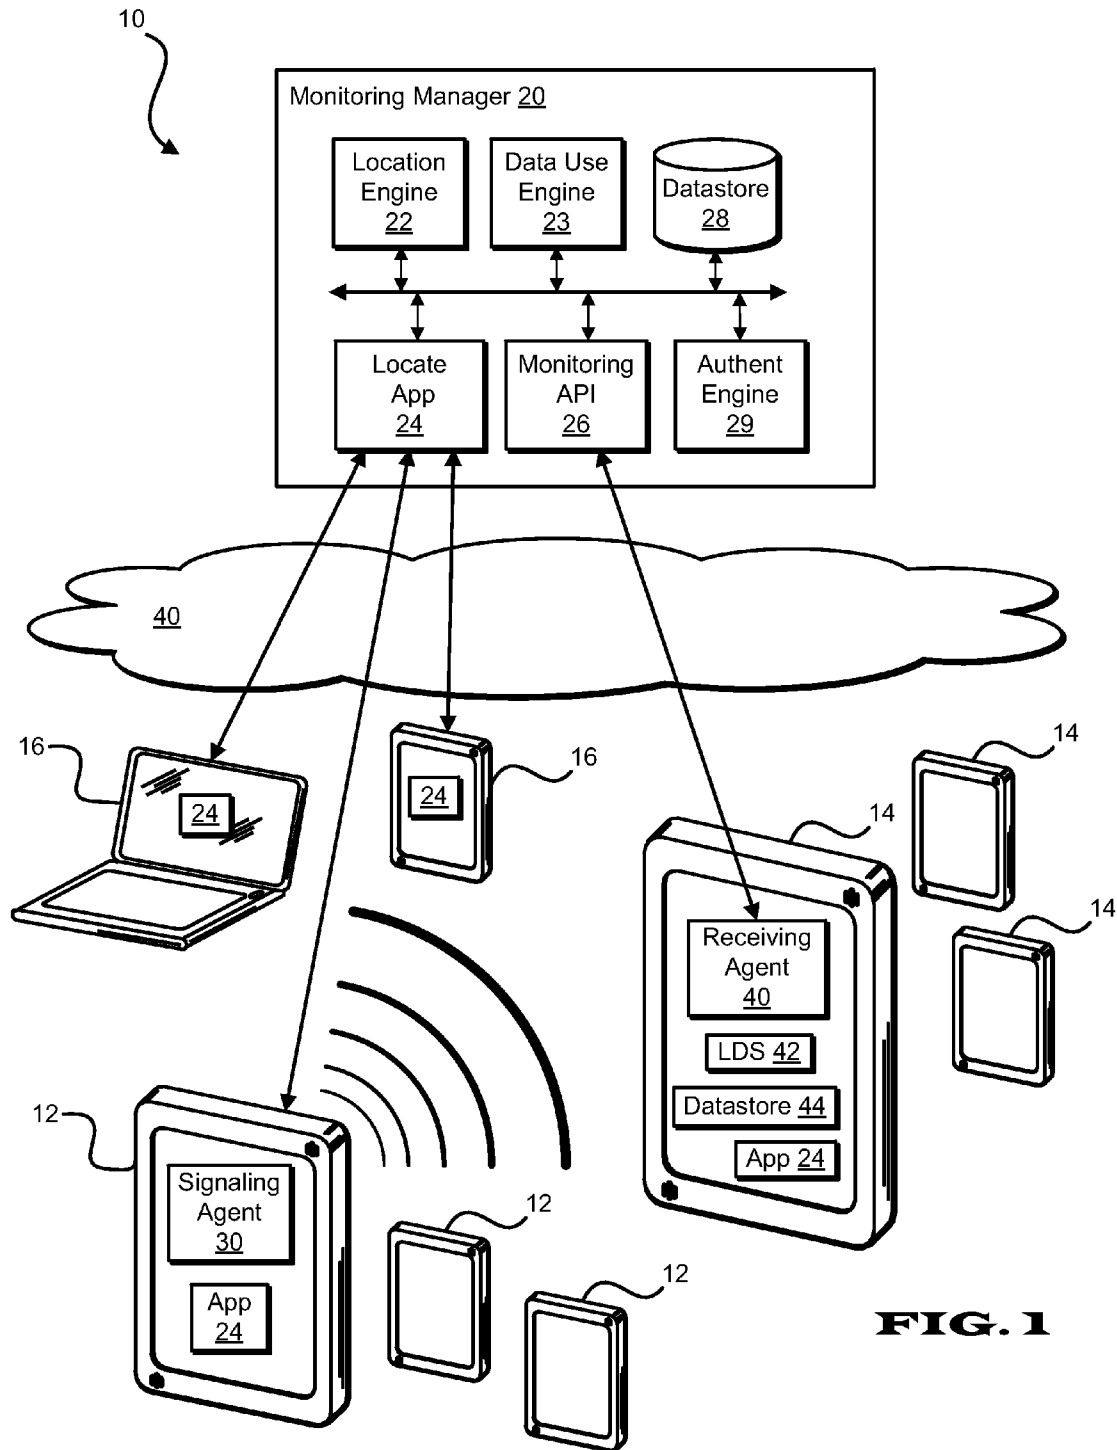 10
Monitoring Manager 20
Location
Engine
22
Data Use
Engine
23
Datastore
28
Locate
App
24
Monitoring
API
26
Authent
Engine
29
40
16
24
24
16
14
14
14
Receiving
Agent
40
LDS 42
Datastore 44
App 24
12
Signaling
Agent
30
App
24
12
12
FIG. 1